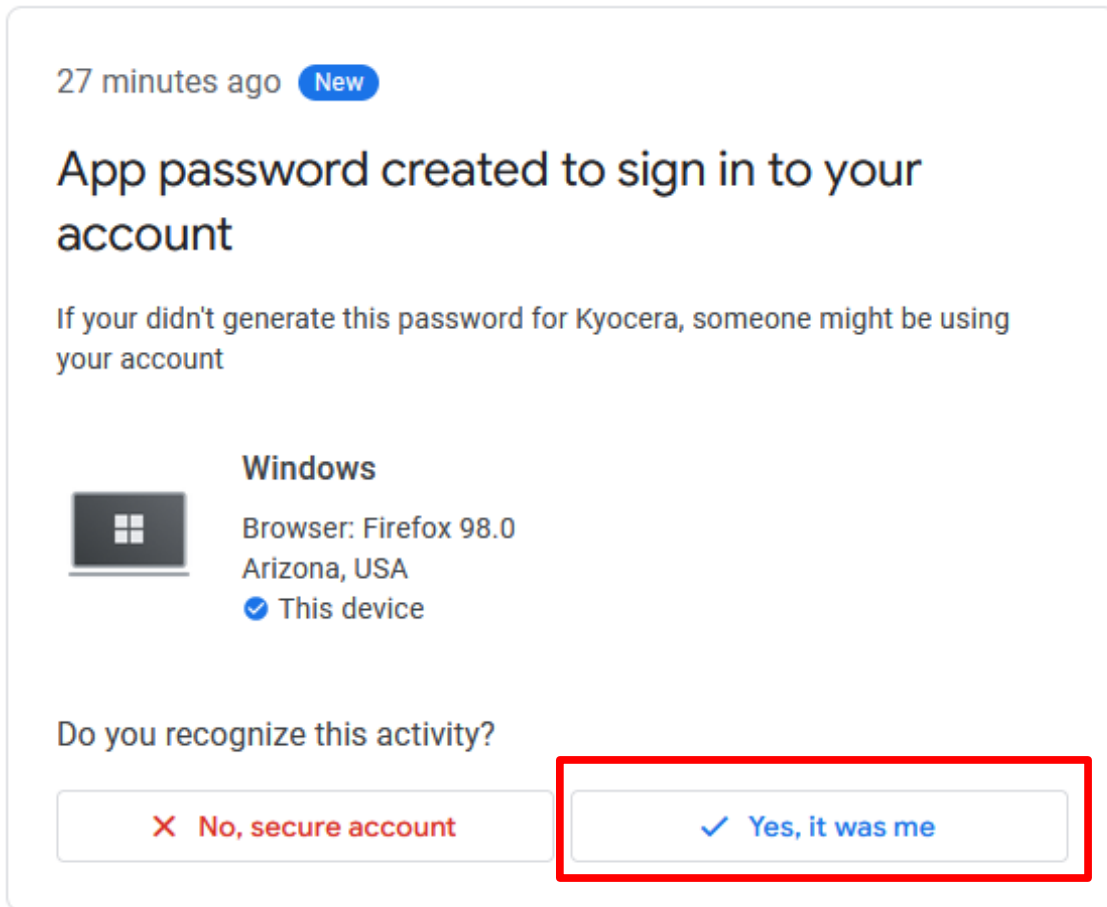 27 minutes ago New
App password created to sign in to your
account
If your didn't generate this password for Kyocera, someone might be using
your account
Windows
Browser: Firefox 98.0
Arizona, USA
This device
Do you recognize this activity?
No, secure account
Yes, it was me